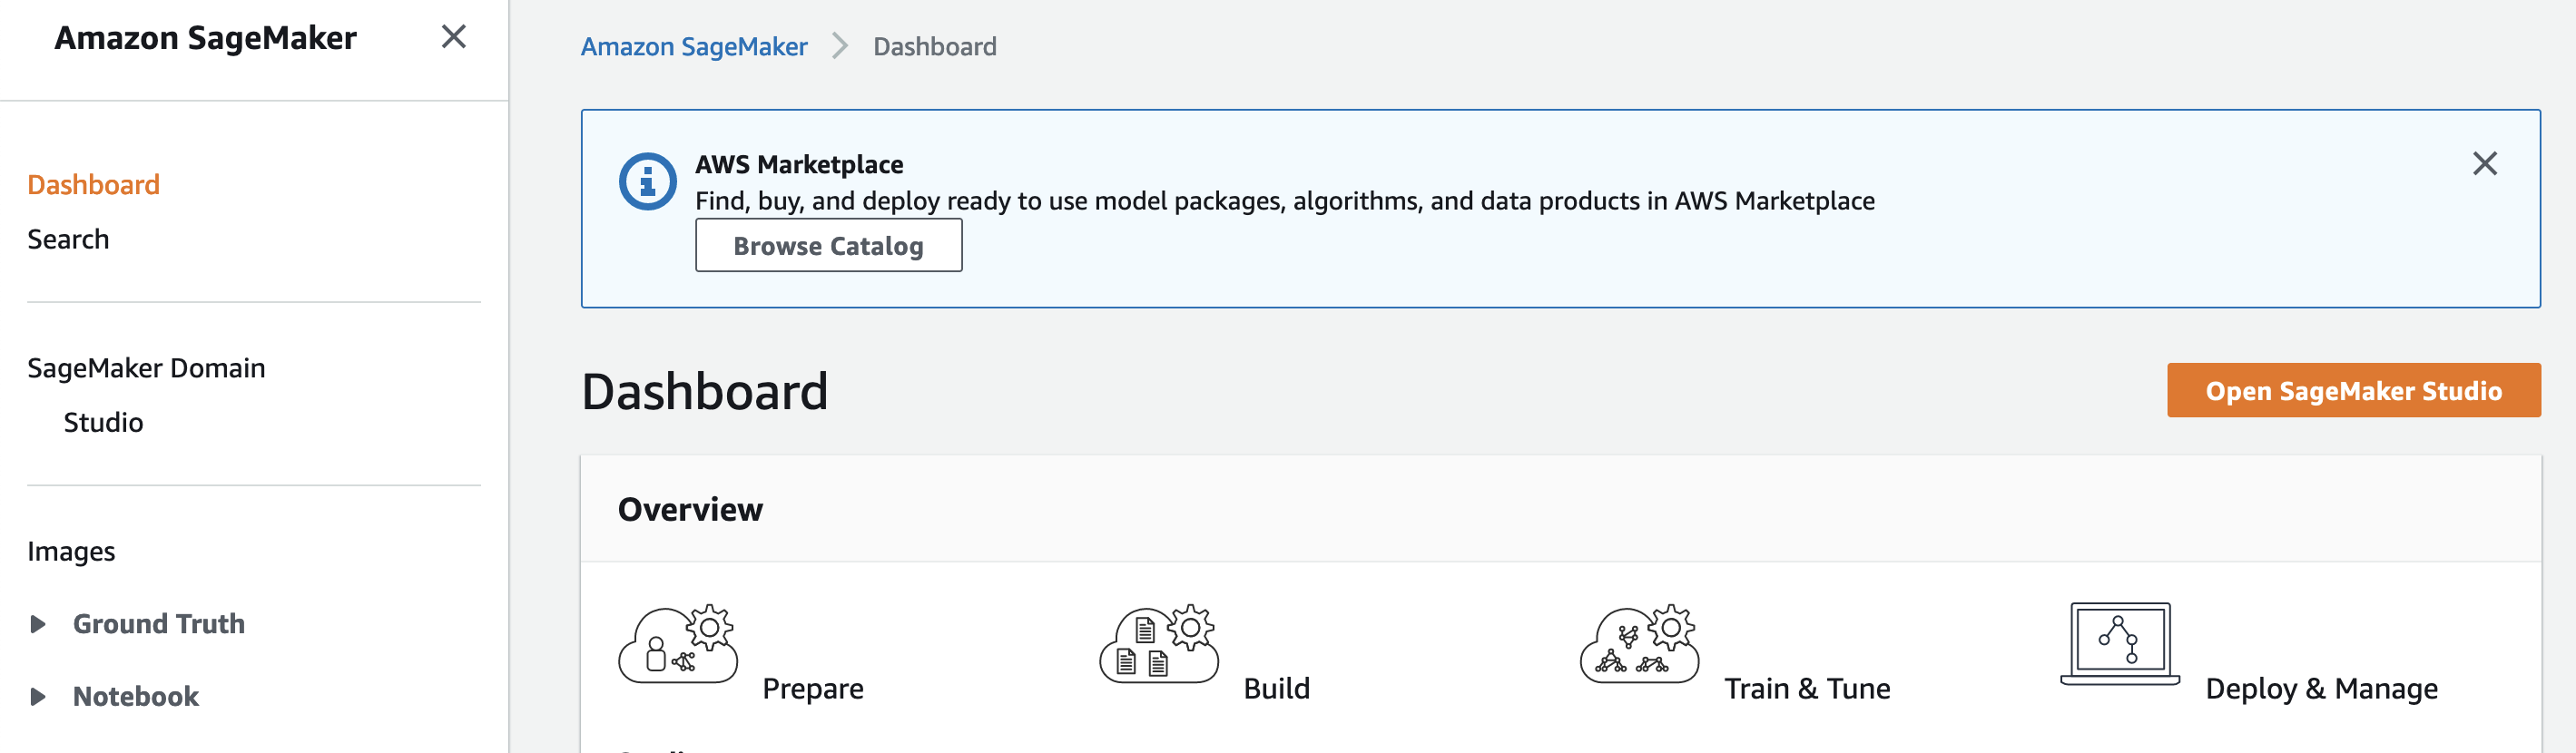 Amazon SageMaker
Dashboard
Search
SageMaker Domain
Studio
Images
Ground Truth
Notebook
Amazon SageMaker
Dashboard
AWS Marketplace
Find, buy, and deploy ready to use model packages, algorithms, and data products in AWS Marketplace
Browse Catalog
Dashboard
Open SageMaker Studio
Overview
Prepare
Build
Train & Tune
Deploy & Manage